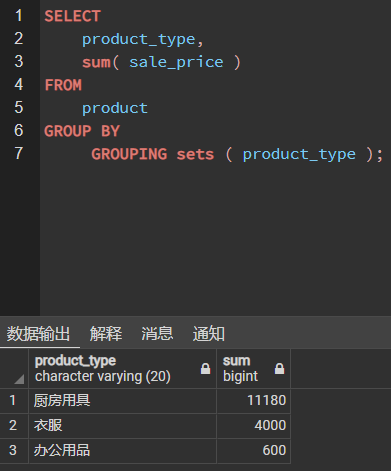 1 SELECT
2 product_type,
3 sum( sale_price )
4 FROM
5 product
6 GROUP BY
7 GROUPING sets ( product_type );
数据输出 解释 消息 通知
product_type sum
character varying (20) bigint
1 厨房用具 11180
2 衣服 4000
3 办公用品 600